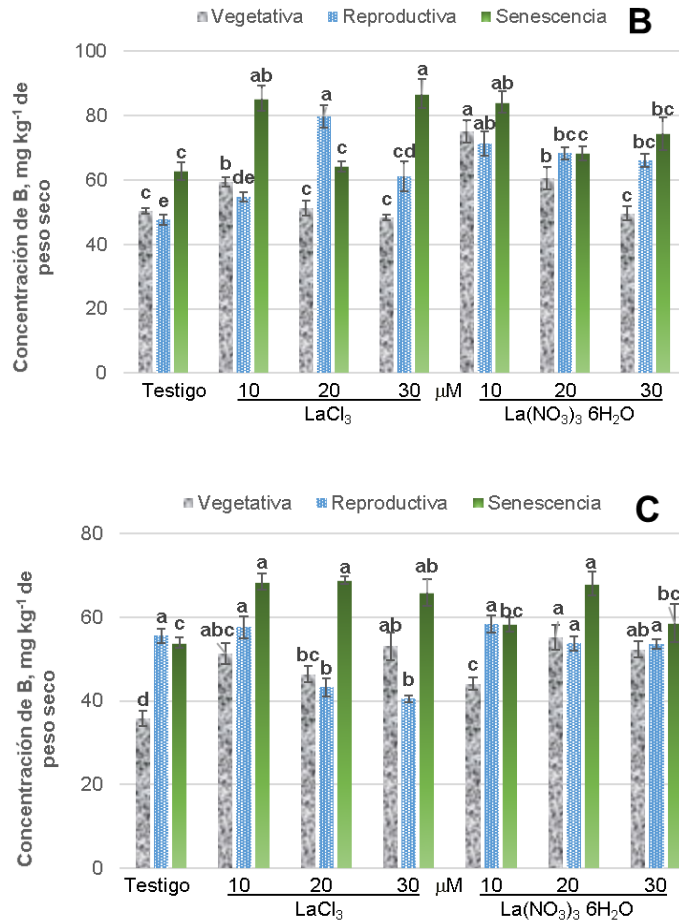 Vegetativa Reproductiva Senescencia B
Concentración de B, mg kg⁻¹ de
peso seco
100
80
60
40
20
0
c e c
b de ab
c a c
c cd a
a ab ab
b bc c
c bc bc
Testigo 10 20 30 μM 10 20 30
LaCl₃ La(NO₃)₃ 6H₂O
Vegetativa Reproductiva Senescencia C
Concentración de B, mg kg⁻¹ de
peso seco
80
60
40
20
0
d a c
abc a a
bc b a
ab b ab
c a bc
a a a
ab a bc
Testigo 10 20 30 μM 10 20 30
LaCl₃ La(NO₃)₃ 6H₂O